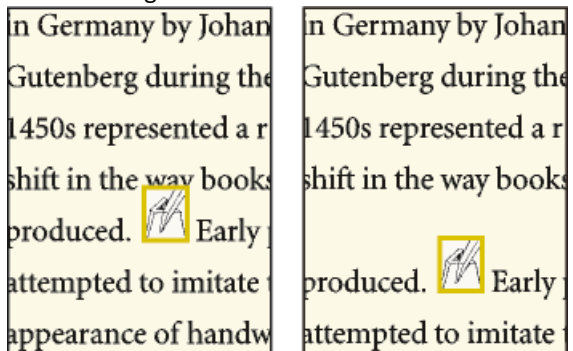 in Germany by Johan
Gutenberg during the
1450s represented a r
shift in the way books
produced. Early
attempted to imitate
appearance of handw
in Germany by Johan
Gutenberg during the
1450s represented a r
shift in the way books
produced. Early
attempted to imitate